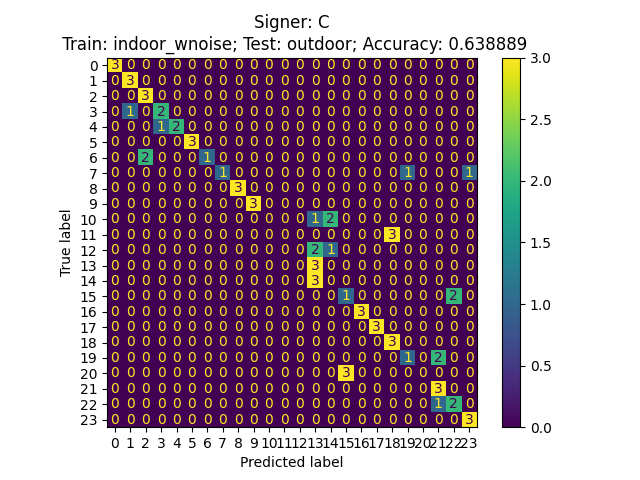 Signer: C
Train: indoor_wnoise; Test: outdoor; Accuracy: 0.638889
True label
0 3 0 0 0 0 0 0 0 0 0 0 0 0 0 0 0 0 0 0 0 0 0 0 0
1 0 3 0 0 0 0 0 0 0 0 0 0 0 0 0 0 0 0 0 0 0 0 0 0
2 0 0 3 0 0 0 0 0 0 0 0 0 0 0 0 0 0 0 0 0 0 0 0 0
3 0 1 0 2 0 0 0 0 0 0 0 0 0 0 0 0 0 0 0 0 0 0 0 0
4 0 0 0 1 2 0 0 0 0 0 0 0 0 0 0 0 0 0 0 0 0 0 0 0
5 0 0 0 0 0 3 0 0 0 0 0 0 0 0 0 0 0 0 0 0 0 0 0 0
6 0 0 2 0 0 0 1 0 0 0 0 0 0 0 0 0 0 0 0 0 0 0 0 0
7 0 0 0 0 0 0 0 1 0 0 0 0 0 0 0 0 0 0 0 1 0 0 0 1
8 0 0 0 0 0 0 0 0 3 0 0 0 0 0 0 0 0 0 0 0 0 0 0 0
9 0 0 0 0 0 0 0 0 0 3 0 0 0 0 0 0 0 0 0 0 0 0 0 0
10 0 0 0 0 0 0 0 0 0 0 0 0 0 1 2 0 0 0 0 0 0 0 0 0
11 0 0 0 0 0 0 0 0 0 0 0 0 0 0 0 0 0 0 3 0 0 0 0 0
12 0 0 0 0 0 0 0 0 0 0 0 0 0 2 1 0 0 0 0 0 0 0 0 0
13 0 0 0 0 0 0 0 0 0 0 0 0 0 3 0 0 0 0 0 0 0 0 0 0
14 0 0 0 0 0 0 0 0 0 0 0 0 0 3 0 0 0 0 0 0 0 0 0 0
15 0 0 0 0 0 0 0 0 0 0 0 0 0 0 0 1 0 0 0 0 0 0 2 0
16 0 0 0 0 0 0 0 0 0 0 0 0 0 0 0 0 3 0 0 0 0 0 0 0
17 0 0 0 0 0 0 0 0 0 0 0 0 0 0 0 0 0 3 0 0 0 0 0 0
18 0 0 0 0 0 0 0 0 0 0 0 0 0 0 0 0 0 0 3 0 0 0 0 0
19 0 0 0 0 0 0 0 0 0 0 0 0 0 0 0 0 0 0 0 1 0 2 0 0
20 0 0 0 0 0 0 0 0 0 0 0 0 0 0 0 3 0 0 0 0 0 0 0 0
21 0 0 0 0 0 0 0 0 0 0 0 0 0 0 0 0 0 0 0 0 0 3 0 0
22 0 0 0 0 0 0 0 0 0 0 0 0 0 0 0 0 0 0 0 0 0 1 2 0
23 0 0 0 0 0 0 0 0 0 0 0 0 0 0 0 0 0 0 0 0 0 0 0 3
0 1 2 3 4 5 6 7 8 9 10 11 12 13 14 15 16 17 18 19 20 21 22 23
Predicted label
3.0
2.5
2.0
1.5
1.0
0.5
0.0